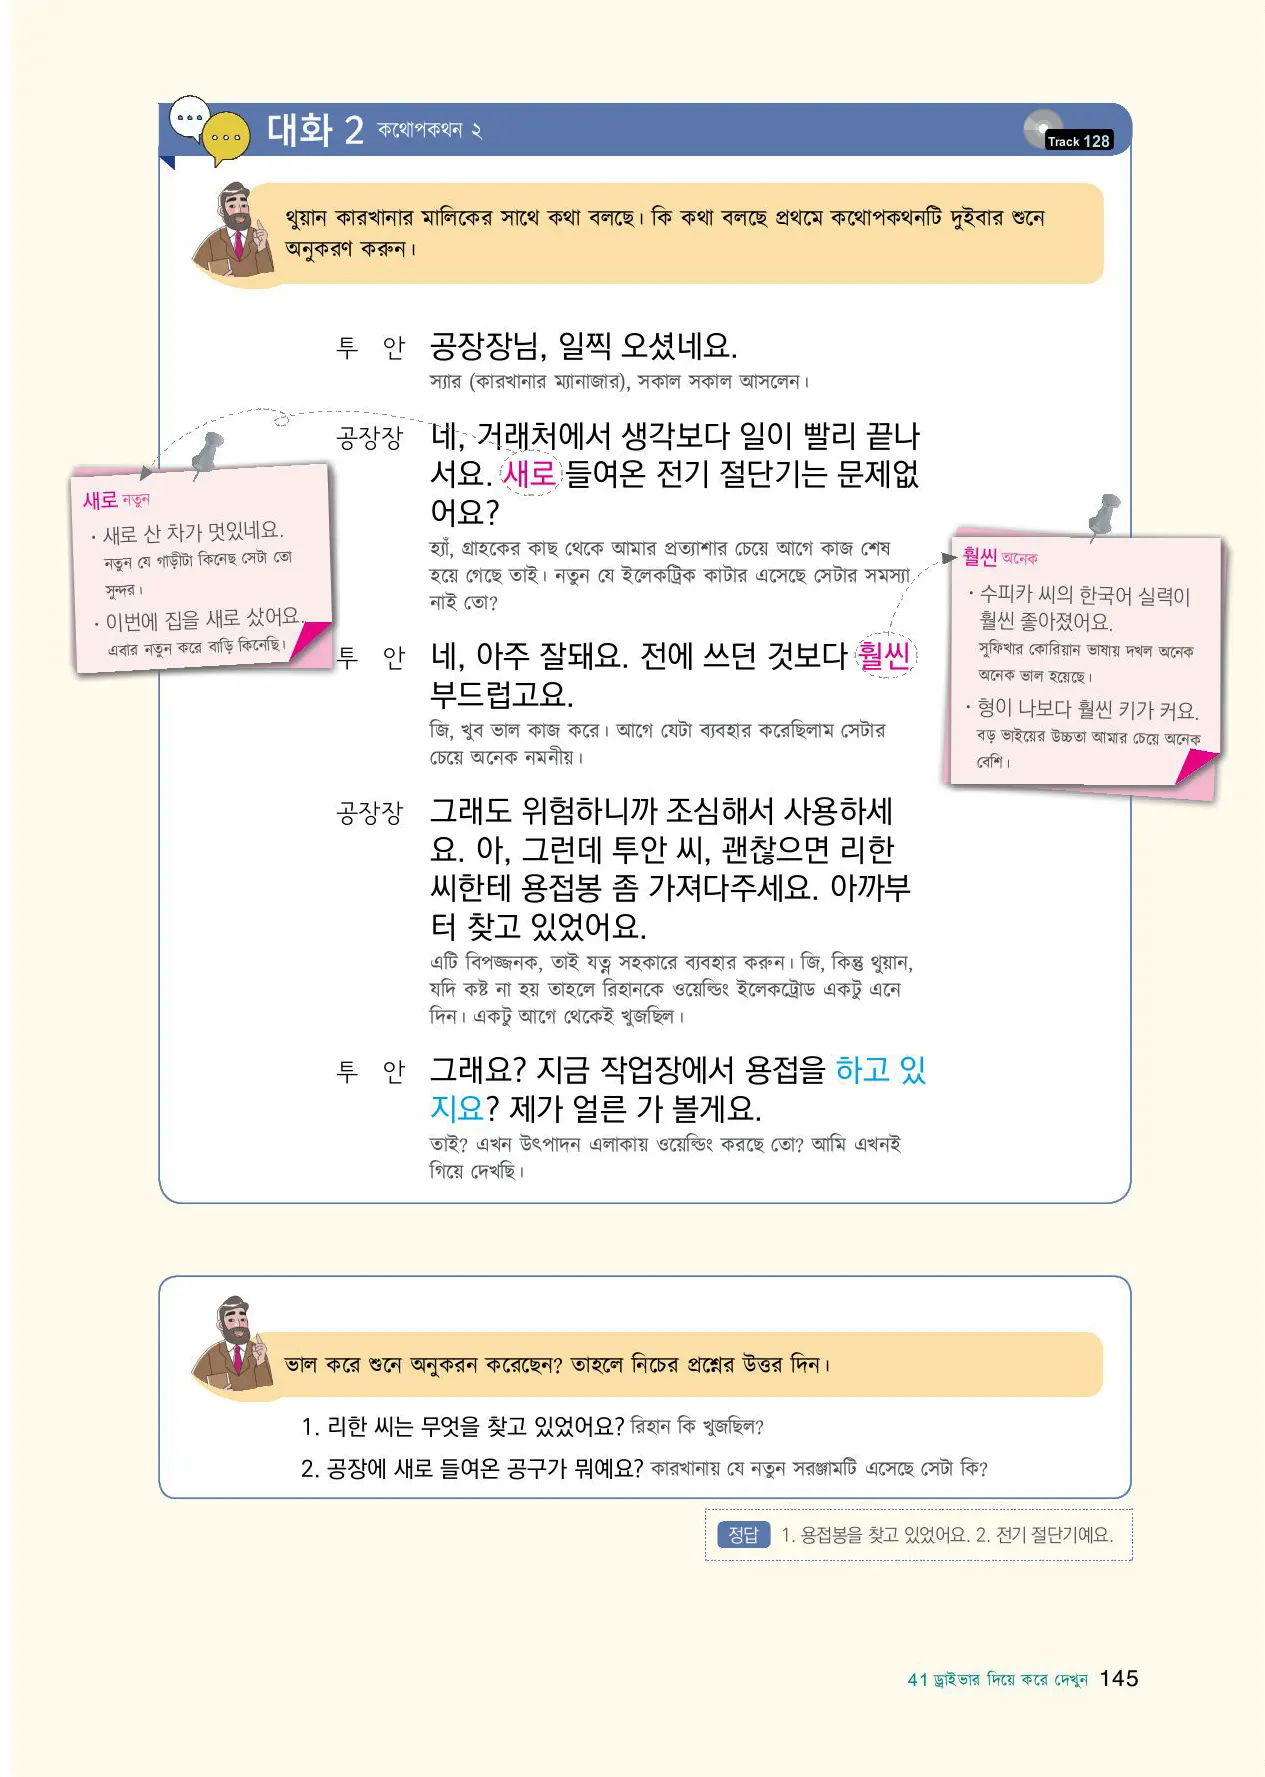 대화 2 কথোপকথন ২
Track 128
থুয়ান কারখানার মালিকের সাথে কথা বলছে। কি কথা বলছে প্রথমে কথোপকথনটি দুইবার শুনে
অনুকরণ করুন।
투 안 공장장님, 일찍 오셨네요.
স্যার (কারখানার ম্যানাজার), সকাল সকাল আসলেন।
공장장 네, 거래처에서 생각보다 일이 빨리 끝나
서요. 새로 들여온 전기 절단기는 문제없
어요?
হ্যাঁ, গ্রাহকের কাছ থেকে আমার প্রত্যাশার চেয়ে আগে কাজ শেষ
হয়ে গেছে তাই। নতুন যে ইলেকট্রিক কাটার এসেছে সেটার সমস্যা
নাই তো?
투 안 네, 아주 잘돼요. 전에 쓰던 것보다 훨씬
부드럽고요.
জি, খুব ভাল কাজ করে। আগে যেটা ব্যবহার করেছিলাম সেটার
চেয়ে অনেক নমনীয়।
공장장 그래도 위험하니까 조심해서 사용하세
요. 아, 그런데 투안 씨, 괜찮으면 리한
씨한테 용접봉 좀 가져다주세요. 아까부
터 찾고 있었어요.
এটি বিপজ্জনক, তাই যত্ন সহকারে ব্যবহার করুন। জি, কিন্তু থুয়ান,
যদি কষ্ট না হয় তাহলে রিহানকে ওয়েল্ডিং ইলেকট্রোড একটু এনে
দিন। একটু আগে থেকেই খুজছিল।
투 안 그래요? 지금 작업장에서 용접을 하고 있
지요? 제가 얼른 가 볼게요.
তাই? এখন উৎপাদন এলাকায় ওয়েল্ডিং করছে তো? আমি এখনই
গিয়ে দেখছি।
새로 নতুন
· 새로 산 차가 멋있네요.
নতুন যে গাড়ীটা কিনেছ সেটা তো
সুন্দর।
· 이번에 집을 새로 샀어요.
এবার নতুন করে বাড়ি কিনেছি।
훨씬 অনেক
· 수피카 씨의 한국어 실력이
훨씬 좋아졌어요.
সুফিখার কোরিয়ান ভাষায় দখল অনেক
অনেক ভাল হয়েছে।
· 형이 나보다 훨씬 키가 커요.
বড় ভাইয়ের উচ্চতা আমার চেয়ে অনেক
বেশি।
ভাল করে শুনে অনুকরন করেছেন? তাহলে নিচের প্রশ্নের উত্তর দিন।
1. 리한 씨는 무엇을 찾고 있었어요? রিহান কি খুজছিল?
2. 공장에 새로 들여온 공구가 뭐예요? কারখানায় যে নতুন সরঞ্জামটি এসেছে সেটা কি?
정답 1. 용접봉을 찾고 있었어요. 2. 전기 절단기예요.
41 ড্রাইভার দিয়ে করে দেখুন 145